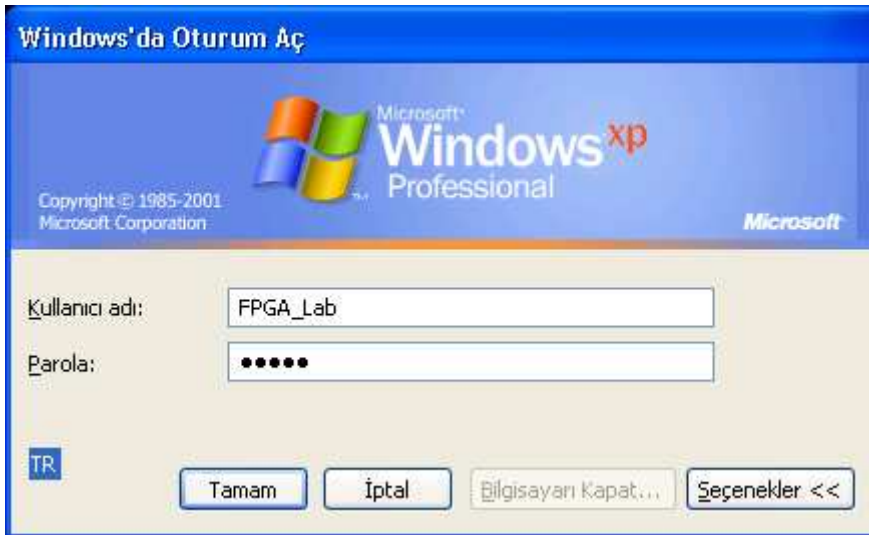 Windows'da Oturum Aç
Microsoft
Windows xp
Professional
Copyright © 1985-2001
Microsoft Corporation
Microsoft
Kullanıcı adı: FPGA_Lab
Parola: •••••
TR
Tamam İptal Bilgisayarı Kapat... Seçenekler <<